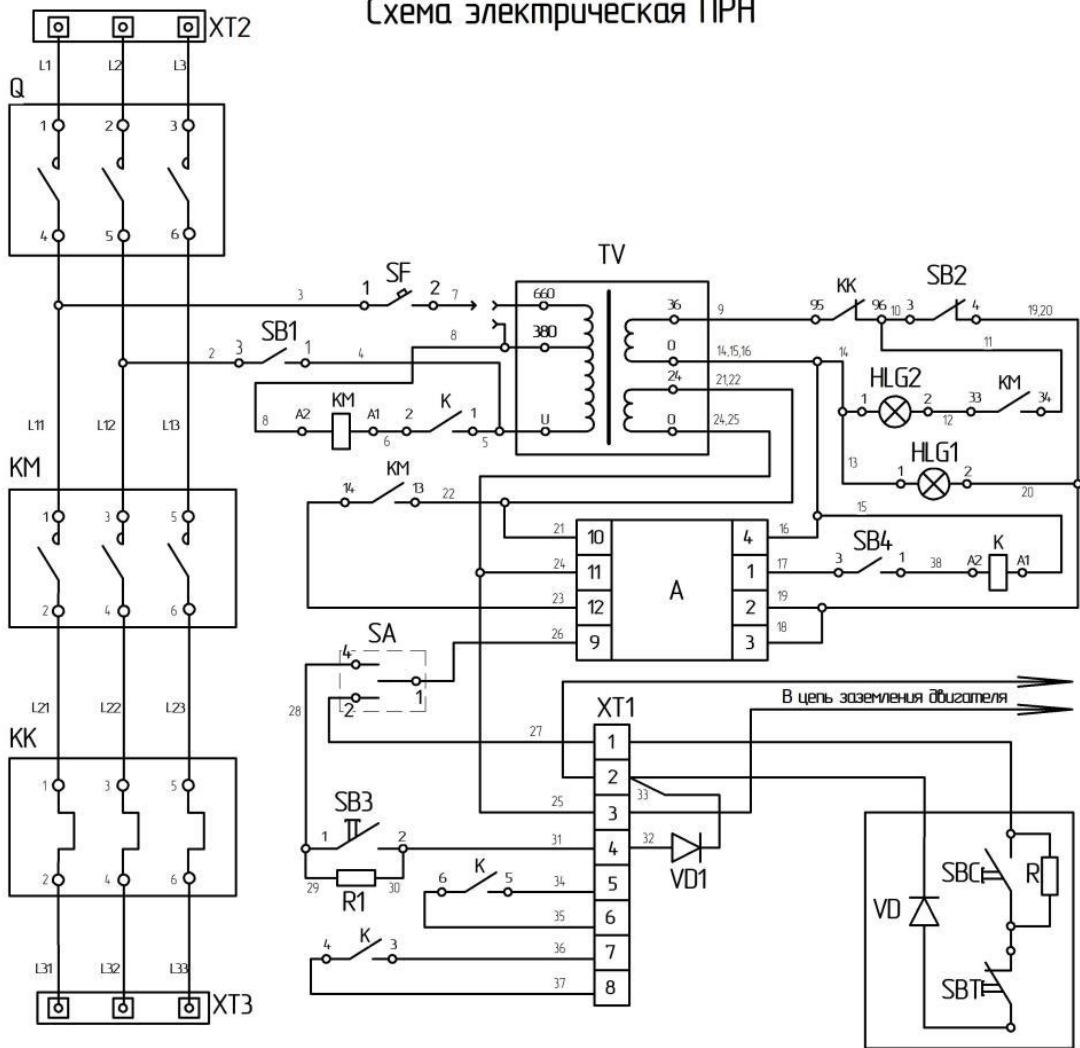 Схема электрическая ПРН
XT2
L1 L2 L3
Q
1 2 3
4 5 6
3 1 SF 2 7
2 3 SB1 1 4
8
8 A2 KM A1 6 2 K 1 5
TV
660
380
U
36
0
24
0
9
14,15,16
21,22
24,25
95 KK 96 10 3 SB2 4 19,20
11
14
1 HLG2 2 12 33 KM 34
13
1 HLG1 2 20
15
L11 L12 L13
KM
1 3 5
2 4 6
14 KM 13 22
21 10
24 11
23 12
26 9
A
4 16
1 17
2 19
3 18
3 SB4 1 38 A2 K A1
SA
4
2
1
28
27
L21 L22 L23
KK
1 3 5
2 4 6
XT1
1
2
3
4
5
6
7
8
В цепь заземления двигателя
25
33
31
32
VD1
1 SB3 2
29 R1 30
6 K 5 34
35
4 K 3 36
37
SBC
R
VD
SBT
L31 L32 L33
XT3